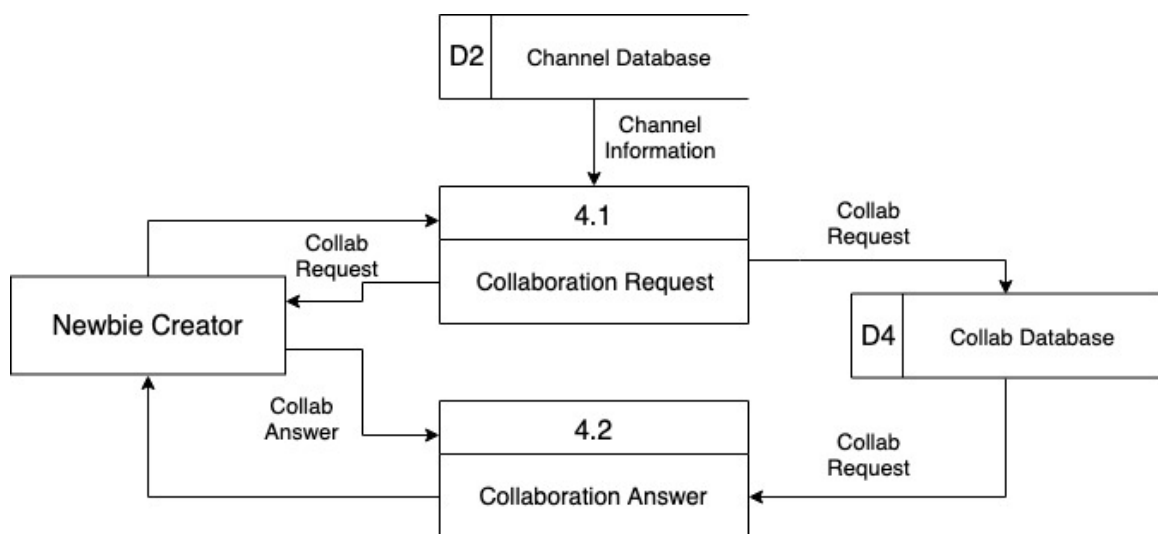 D2
Channel Database
Channel
Information
4.1
Collaboration Request
Collab
Request
Collab
Request
Newbie Creator
D4
Collab Database
Collab
Answer
4.2
Collaboration Answer
Collab
Request